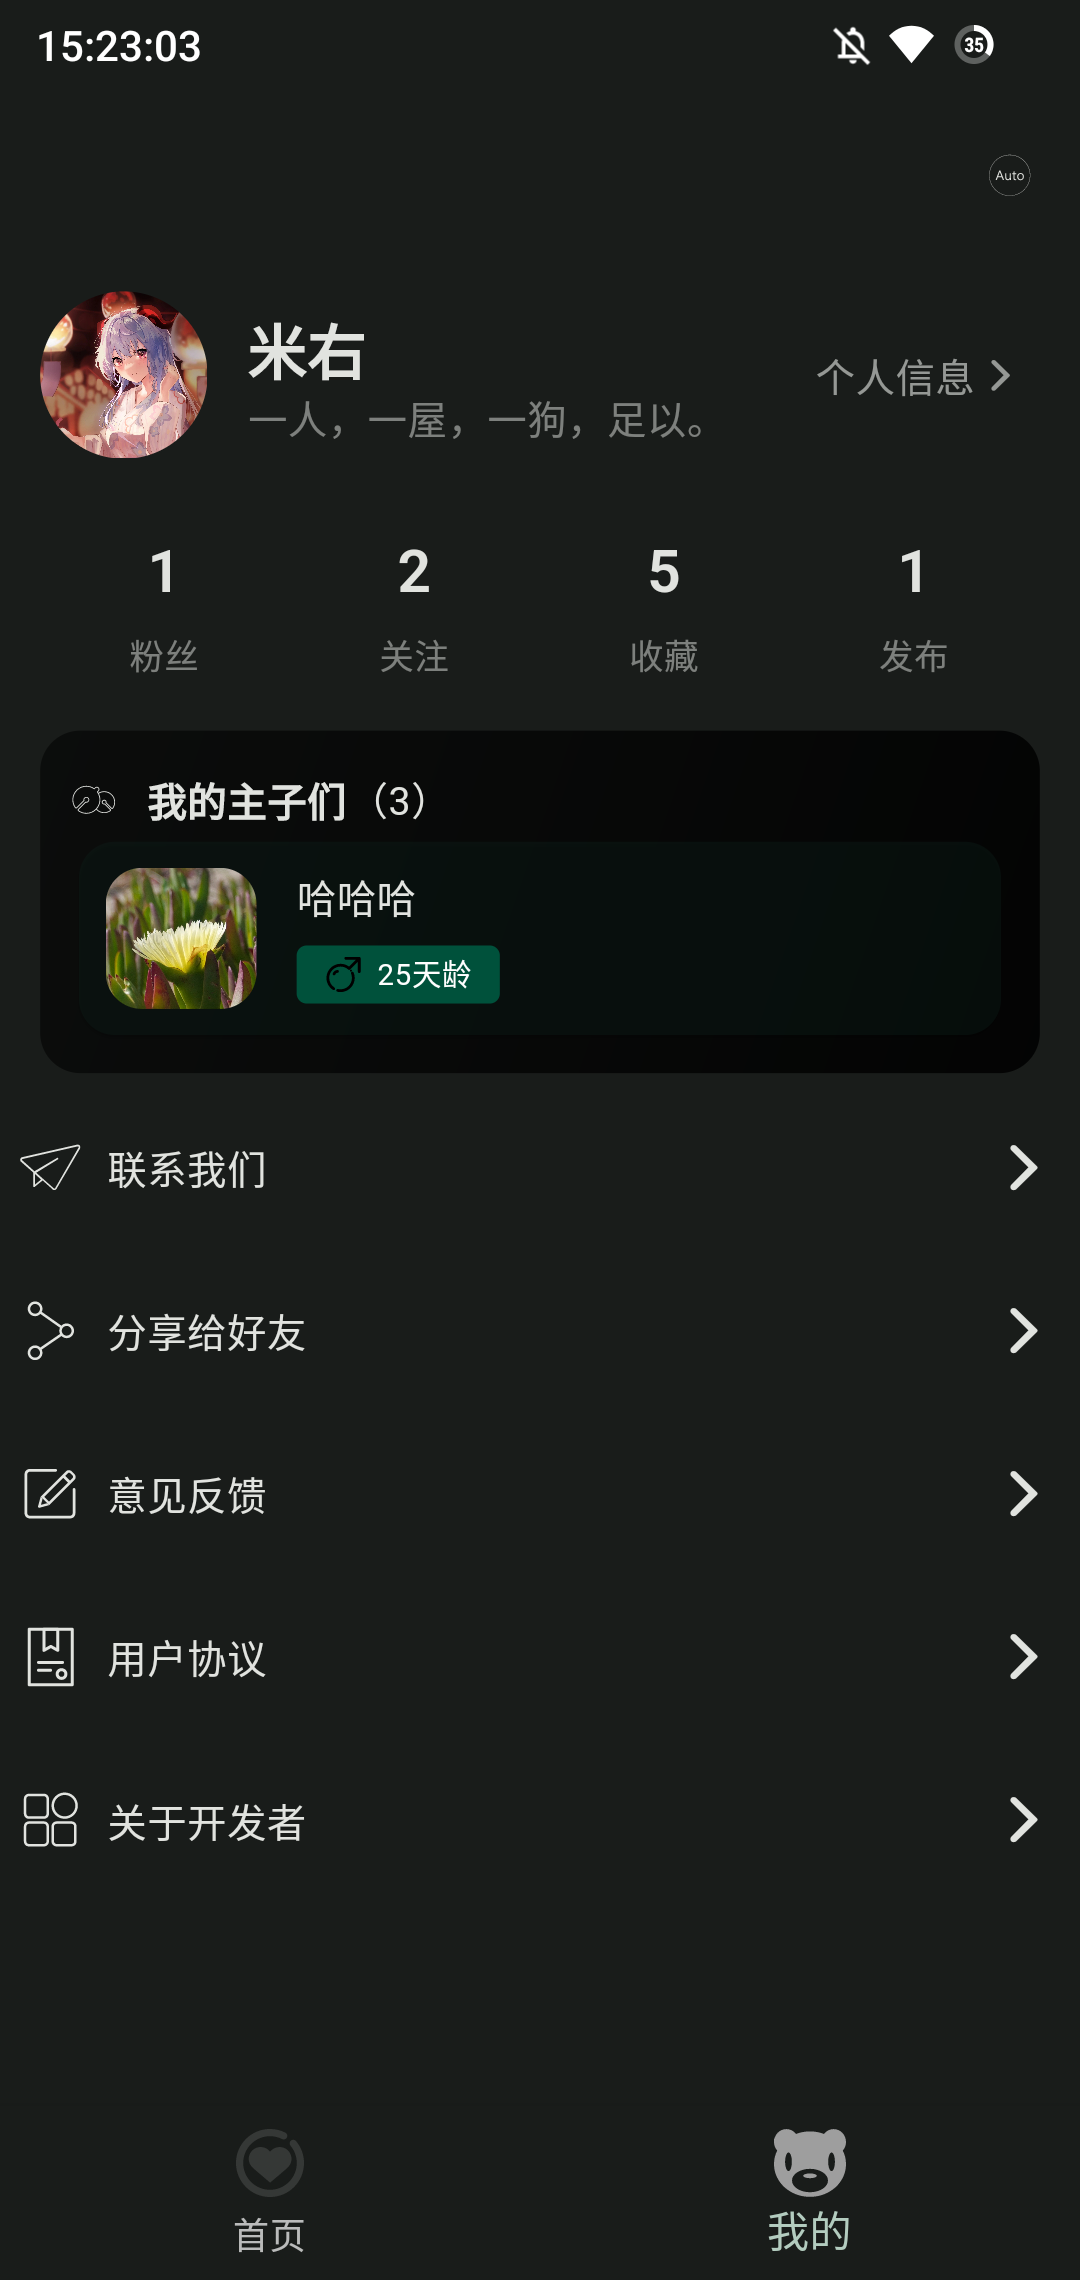 15:23:03
35
Auto
米右
一人，一屋，一狗，足以。
个人信息
1
2
5
1
粉丝
关注
收藏
发布
我的主子们（3）
哈哈哈
25天龄
联系我们
分享给好友
意见反馈
用户协议
关于开发者
首页
我的